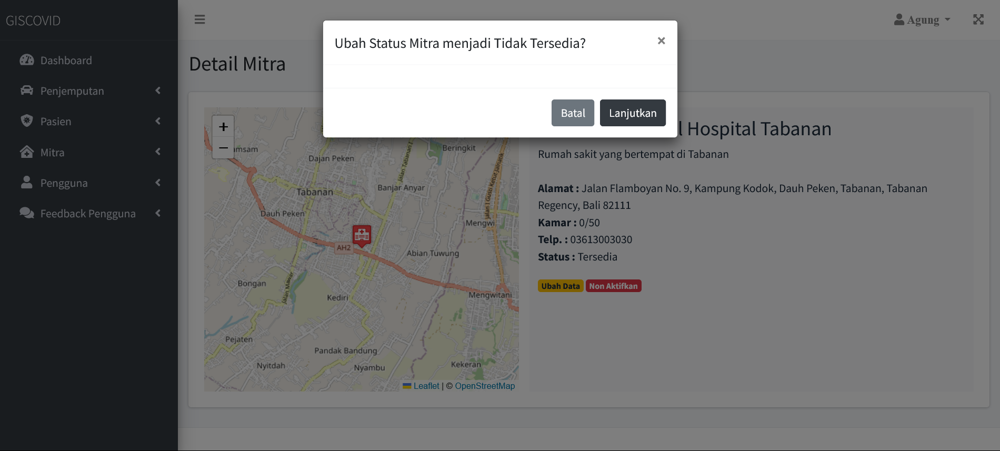 GISCOVID
Agung
Dashboard
Penjemputan
Pasien
Mitra
Pengguna
Feedback Pengguna
Ubah Status Mitra menjadi Tidak Tersedia?
×
Batal
Lanjutkan
Detail Mitra
+
−
Dajan Peken
Beringkit
Jalan Tabanan
Jalan I Gusti Ketut Jelantik
Tabanan
Banjar Anyar
Dauh Peken
Mengwi
AH2
Abian Tuwung
Bongan
Jalan Mawar
Kediri
Mengwitani
Pejaten
Pandak Bandung
Nyitdah
Nyambu
Kekeran
Leaflet | © OpenStreetMap
Hospital Tabanan
Rumah sakit yang bertempat di Tabanan
Alamat : Jalan Flamboyan No. 9, Kampung Kodok, Dauh Peken, Tabanan, Tabanan
Regency, Bali 82111
Kamar : 0/50
Telp. : 03613003030
Status : Tersedia
Ubah Data
Non Aktifkan